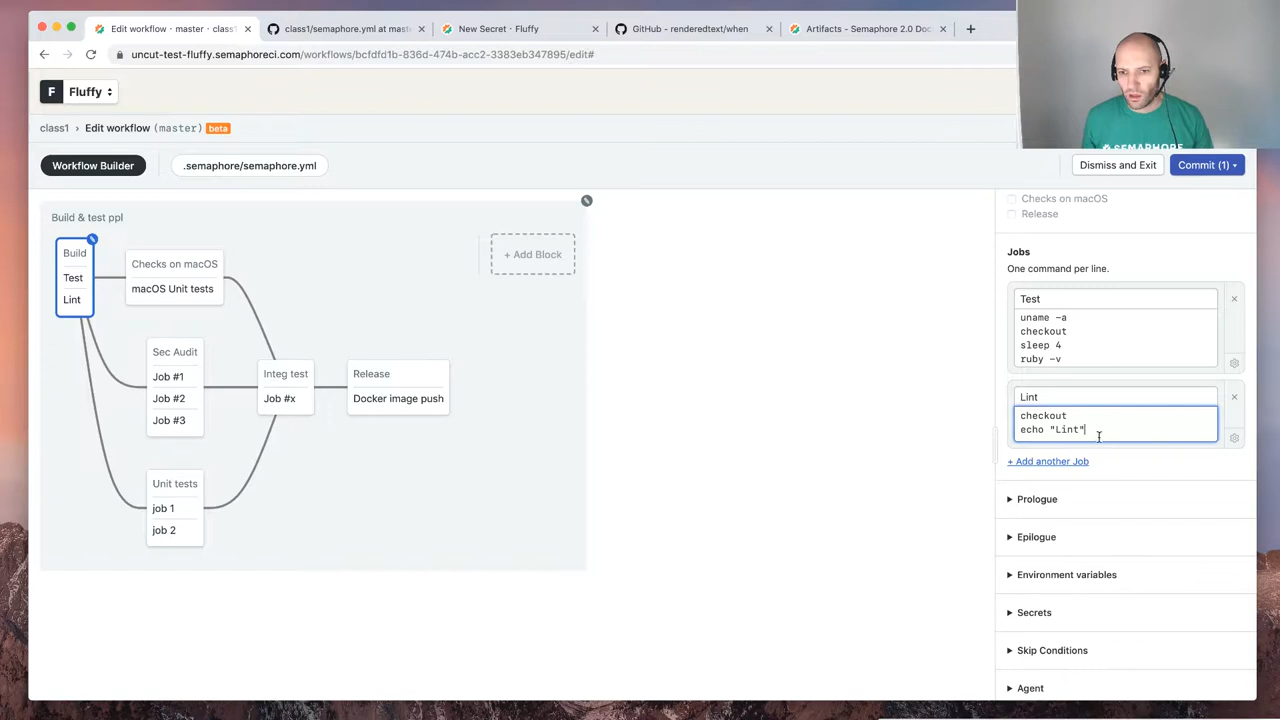 Edit workflow · master · class1
class1/semaphore.yml at mast
New Secret · Fluffy
GitHub - renderedtext/when
Artifacts - Semaphore 2.0 Doc
uncut-test-fluffy.semaphoreci.com/workflows/bcfdfd1b-836d-474b-acc2-3383eb347895/edit#
F Fluffy
class1 › Edit workflow (master) beta
Workflow Builder
.semaphore/semaphore.yml
Dismiss and Exit
Commit (1)
SEMAPHORE
Build & test ppl
Build
Test
Lint
Checks on macOS
macOS Unit tests
+ Add Block
Sec Audit
Job #1
Job #2
Job #3
Integ test
Job #x
Release
Docker image push
Unit tests
job 1
job 2
Checks on macOS
Release
Jobs
One command per line.
Test
uname -a
checkout
sleep 4
ruby -v
Lint
checkout
echo "Lint"
+ Add another Job
Prologue
Epilogue
Environment variables
Secrets
Skip Conditions
Agent